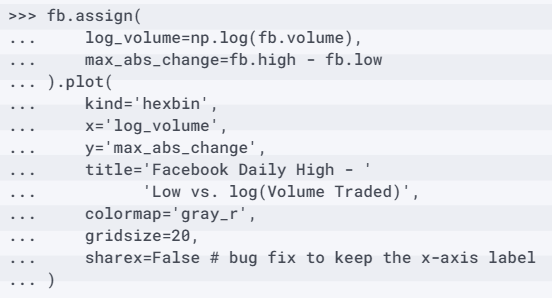 >>> fb.assign(
...     log_volume=np.log(fb.volume),
...     max_abs_change=fb.high - fb.low
... ).plot(
...     kind='hexbin',
...     x='log_volume',
...     y='max_abs_change',
...     title='Facebook Daily High - '
...           'Low vs. log(Volume Traded)',
...     colormap='gray_r',
...     gridsize=20,
...     sharex=False # bug fix to keep the x-axis label
... )